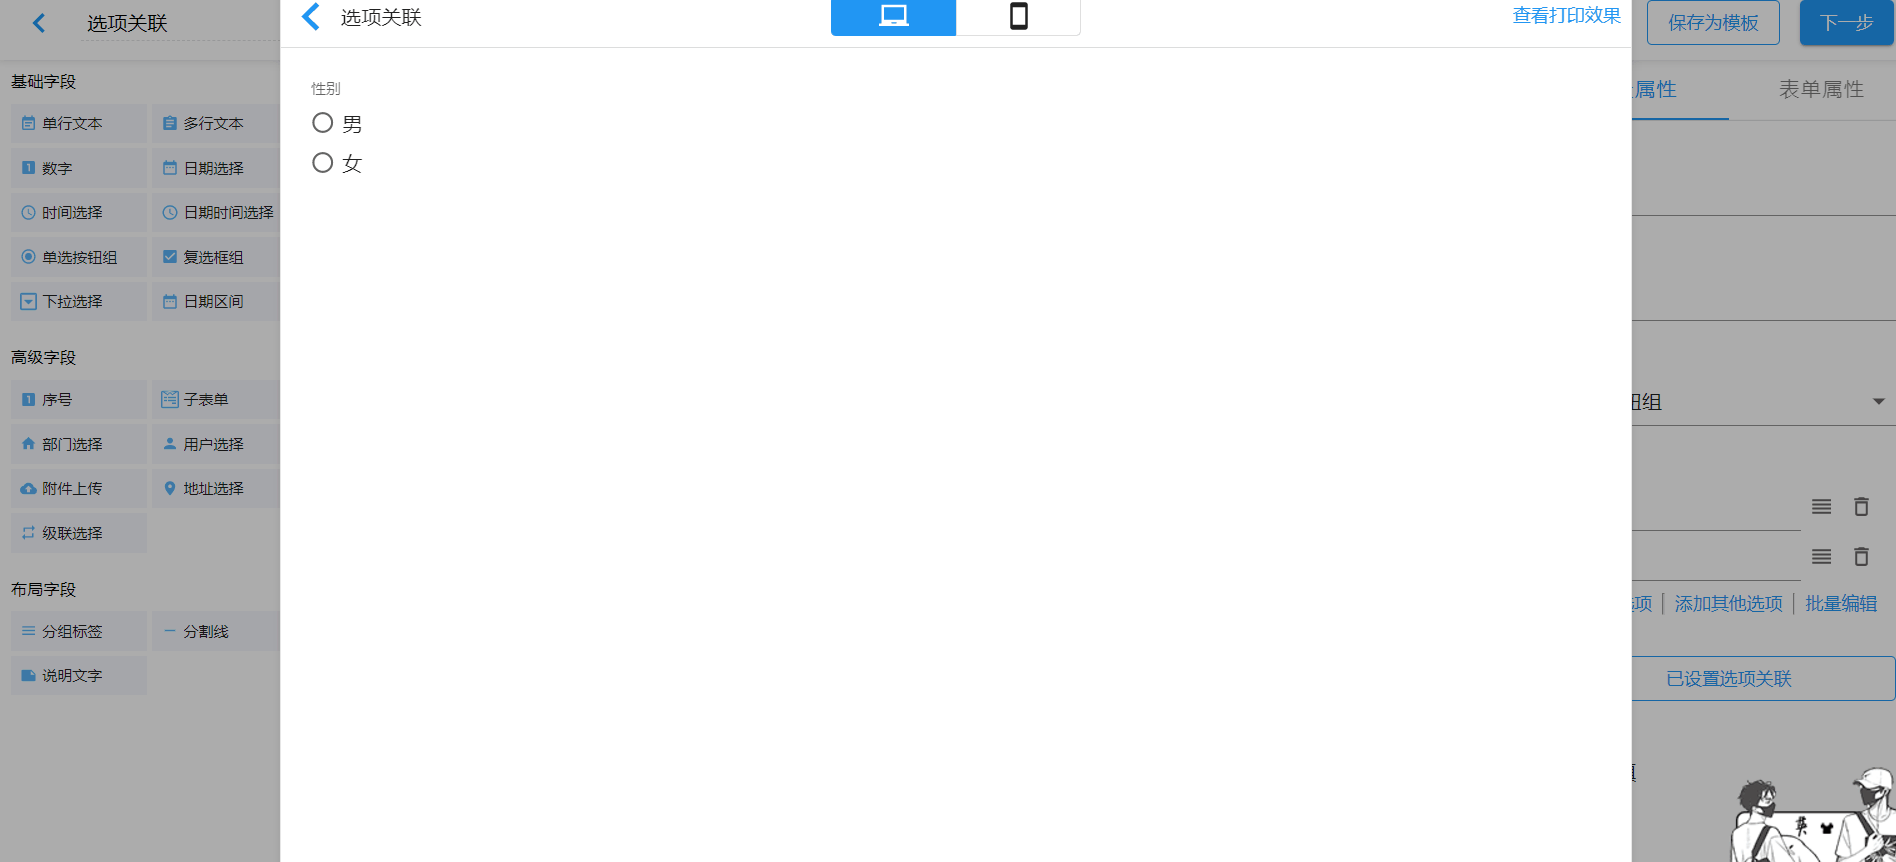 选项关联
基础字段
单行文本
多行文本
数字
日期选择
时间选择
日期时间选择
单选按钮组
复选框组
下拉选择
日期区间
高级字段
序号
子表单
部门选择
用户选择
附件上传
地址选择
级联选择
布局字段
分组标签
分割线
说明文字
选项关联
查看打印效果
性别
男
女
保存为模板
下一步
属性
表单属性
钮组
选项
添加其他选项
批量编辑
已设置选项关联
英